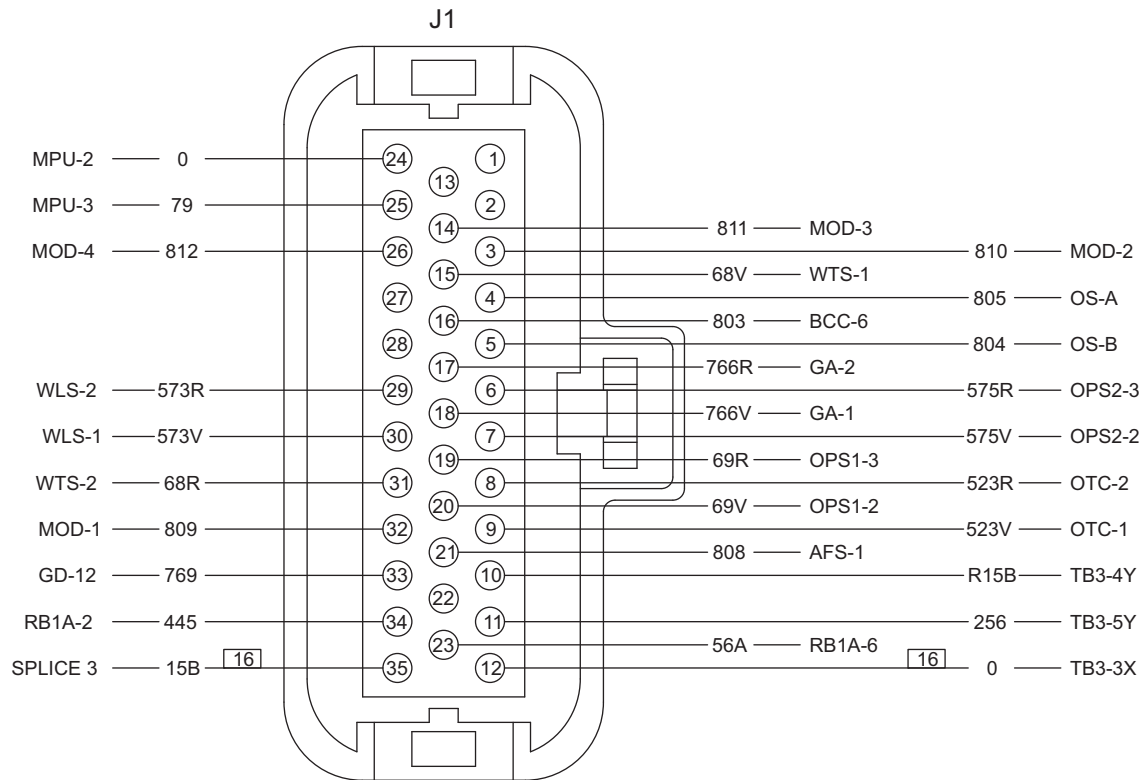 J1
MPU-2 0 24 1
13
MPU-3 79 25 2
14 811 MOD-3
MOD-4 812 26 3 810 MOD-2
15 68V WTS-1
27 4 805 OS-A
16 803 BCC-6
28 5 804 OS-B
17 766R GA-2
WLS-2 573R 29 6 575R OPS2-3
18 766V GA-1
WLS-1 573V 30 7 575V OPS2-2
19 69R OPS1-3
WTS-2 68R 31 8 523R OTC-2
20 69V OPS1-2
MOD-1 809 32 9 523V OTC-1
21 808 AFS-1
GD-12 769 33 10 R15B TB3-4Y
22
RB1A-2 445 34 11 256 TB3-5Y
23 56A RB1A-6
SPLICE 3 15B 16 35 12 16 0 TB3-3X